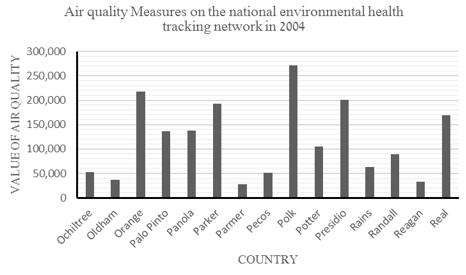 Air quality Measures on the national environmental health
tracking network in 2004
VALUE OF AIR QUALITY
300,000
250,000
200,000
150,000
100,000
50,000
0
Ochiltree
Oldham
Orange
Palo Pinto
Panola
Parker
Parmer
Pecos
Polk
Potter
Presidio
Rains
Randall
Reagan
Real
COUNTRY